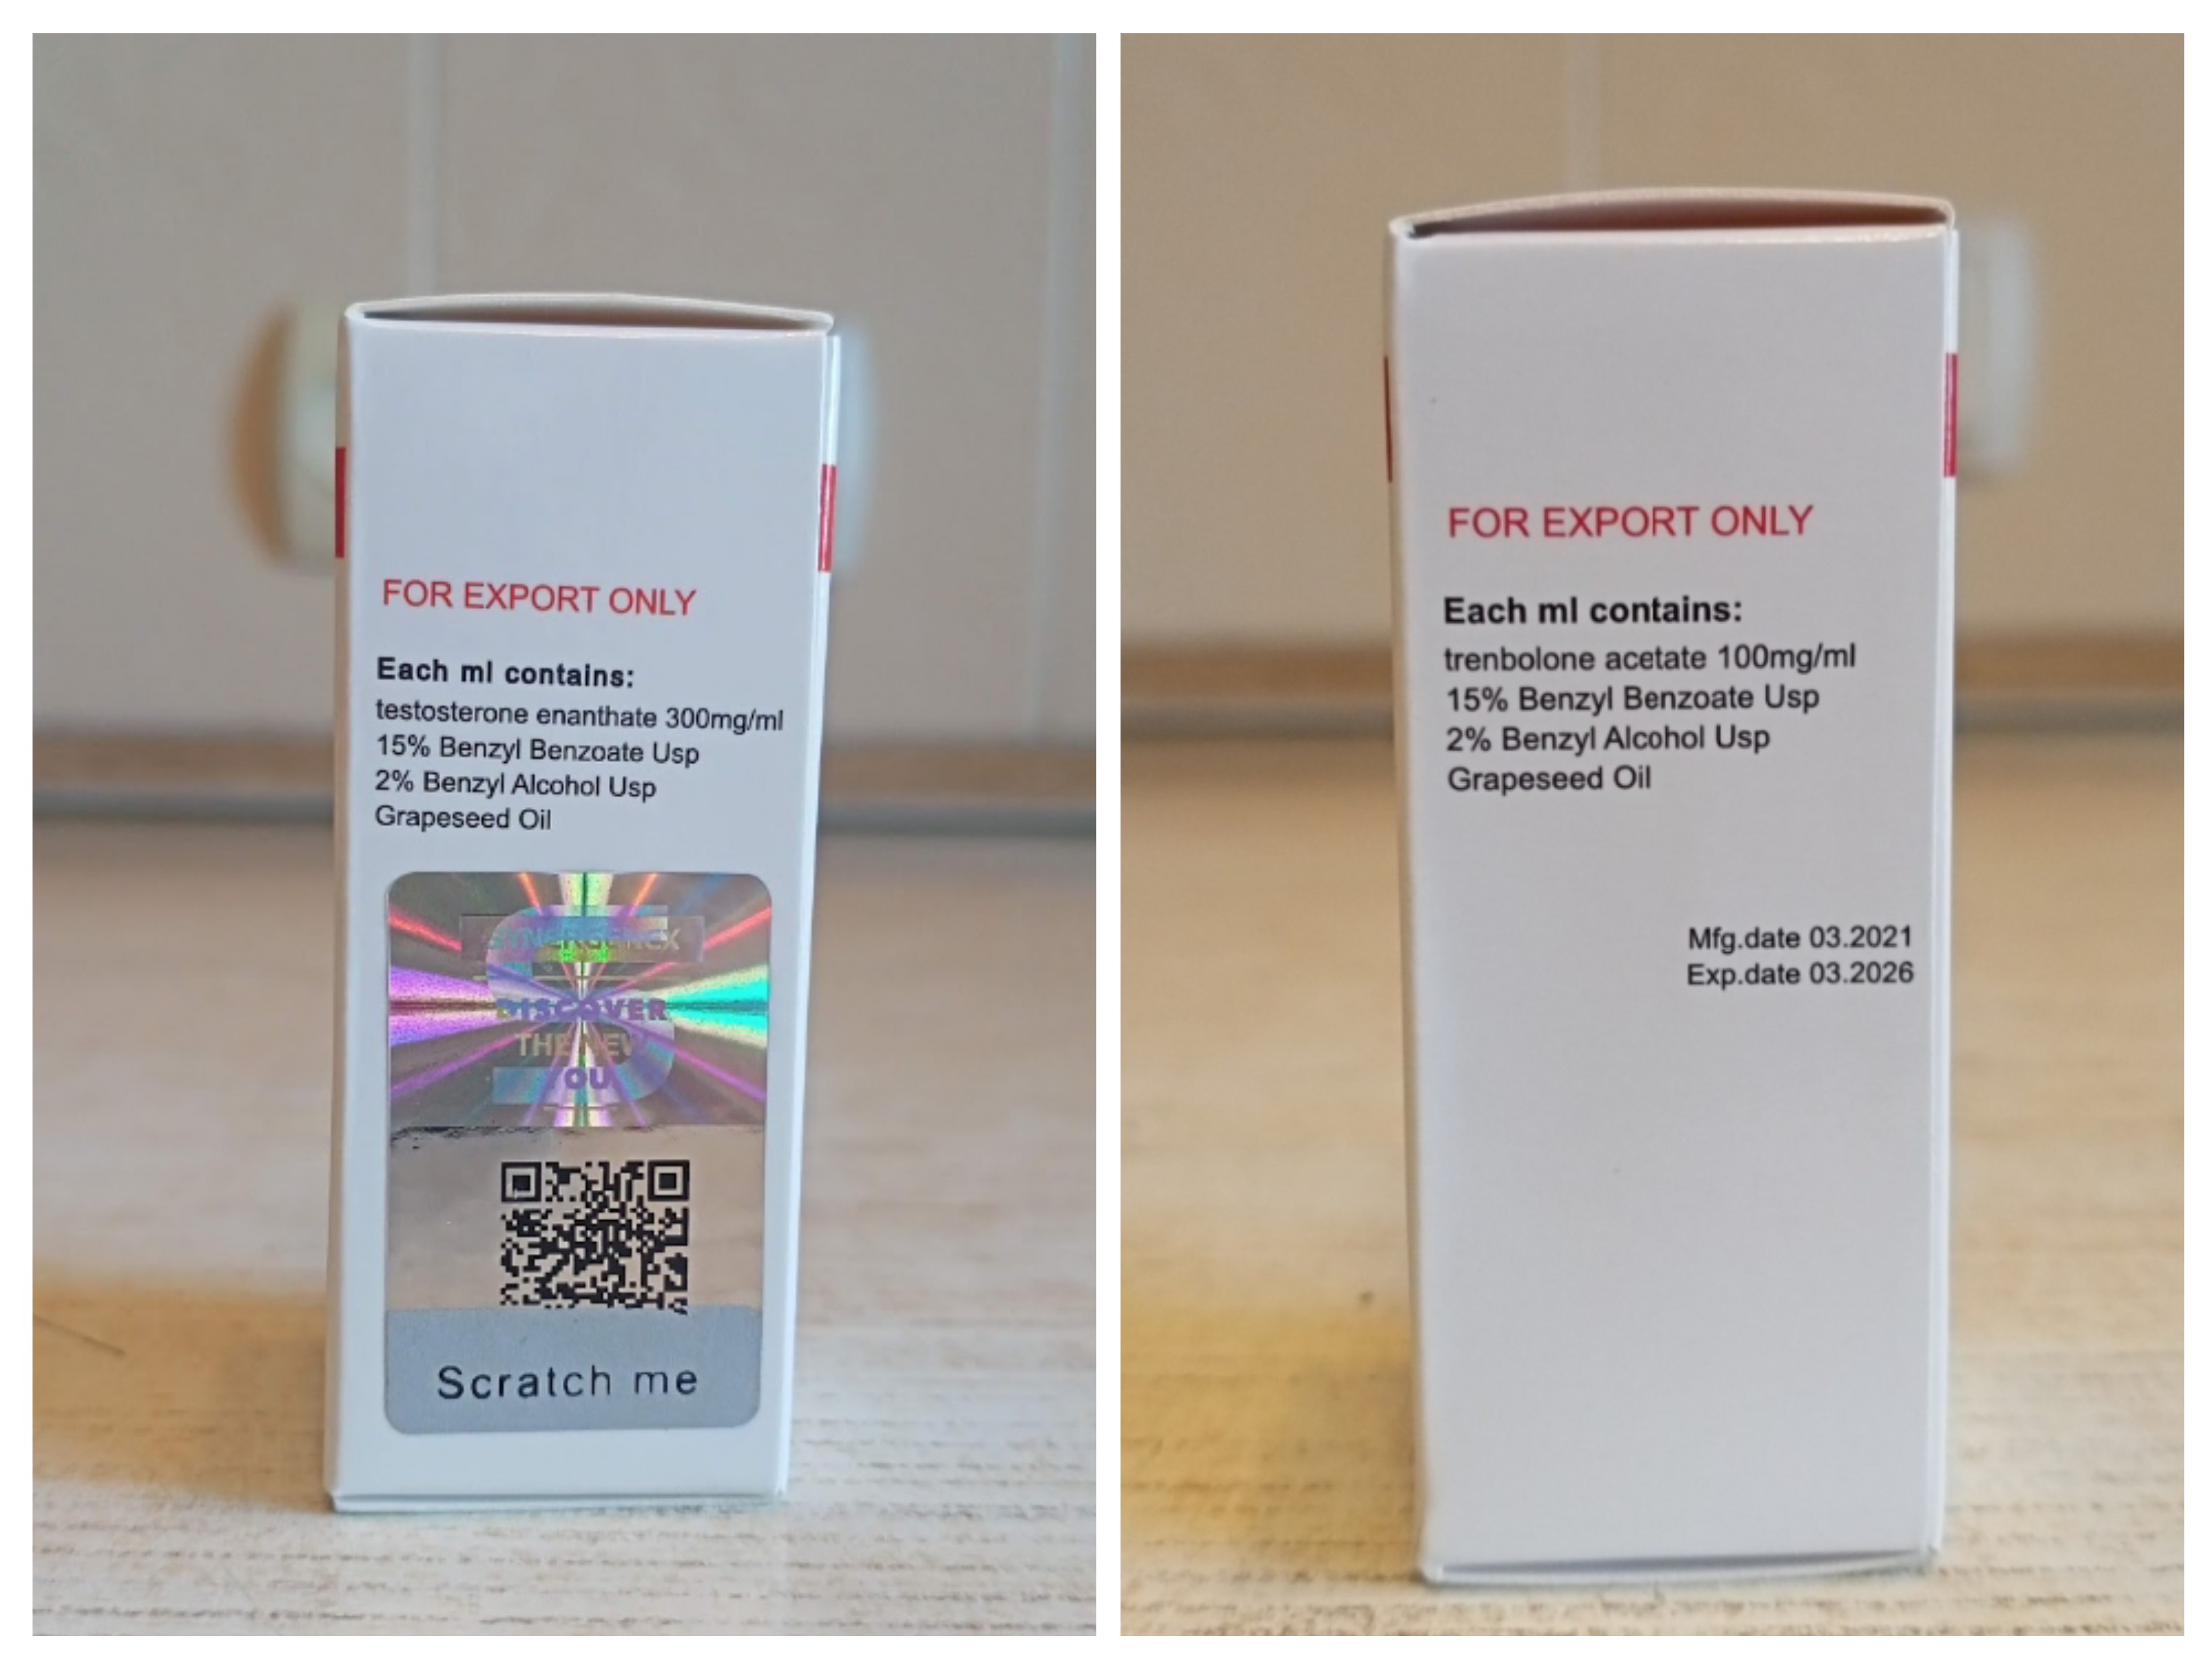 FOR EXPORT ONLY
Each ml contains:
testosterone enanthate 300mg/ml
15% Benzyl Benzoate Usp
2% Benzyl Alcohol Usp
Grapeseed Oil
DISCOVER
THE NEW
YOU
Scratch me
FOR EXPORT ONLY
Each ml contains:
trenbolone acetate 100mg/ml
15% Benzyl Benzoate Usp
2% Benzyl Alcohol Usp
Grapeseed Oil
Mfg.date 03.2021
Exp.date 03.2026